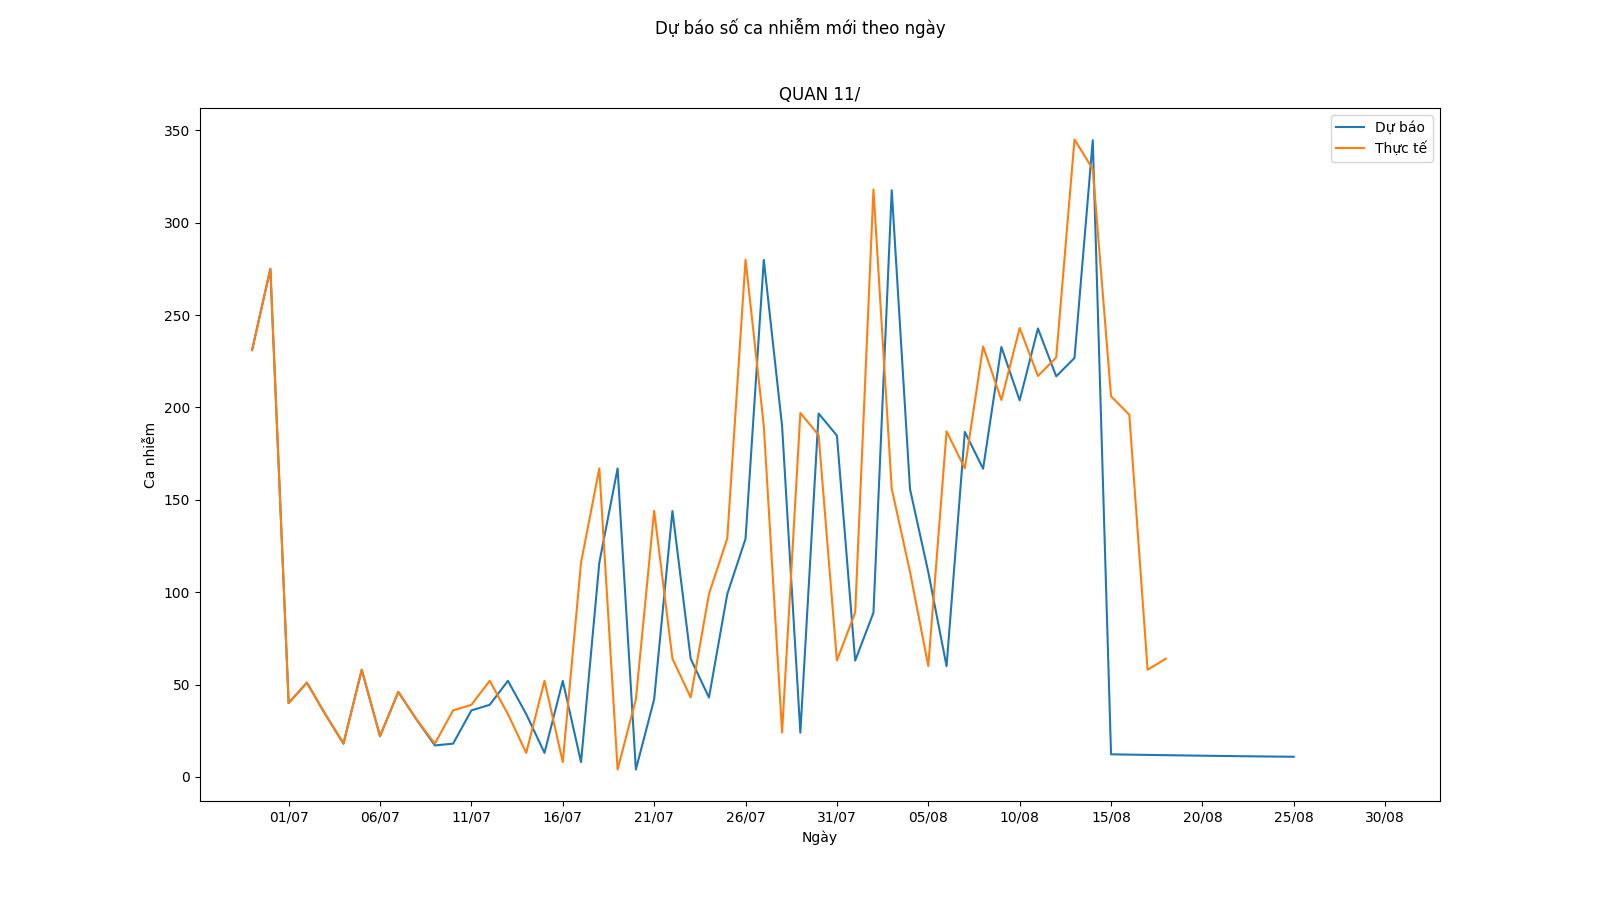 Dự báo số ca nhiễm mới theo ngày
QUAN 11/
Dự báo
Thực tế
350
300
250
200
150
100
50
0
Ca nhiễm
01/07 06/07 11/07 16/07 21/07 26/07 31/07 05/08 10/08 15/08 20/08 25/08 30/08
Ngày